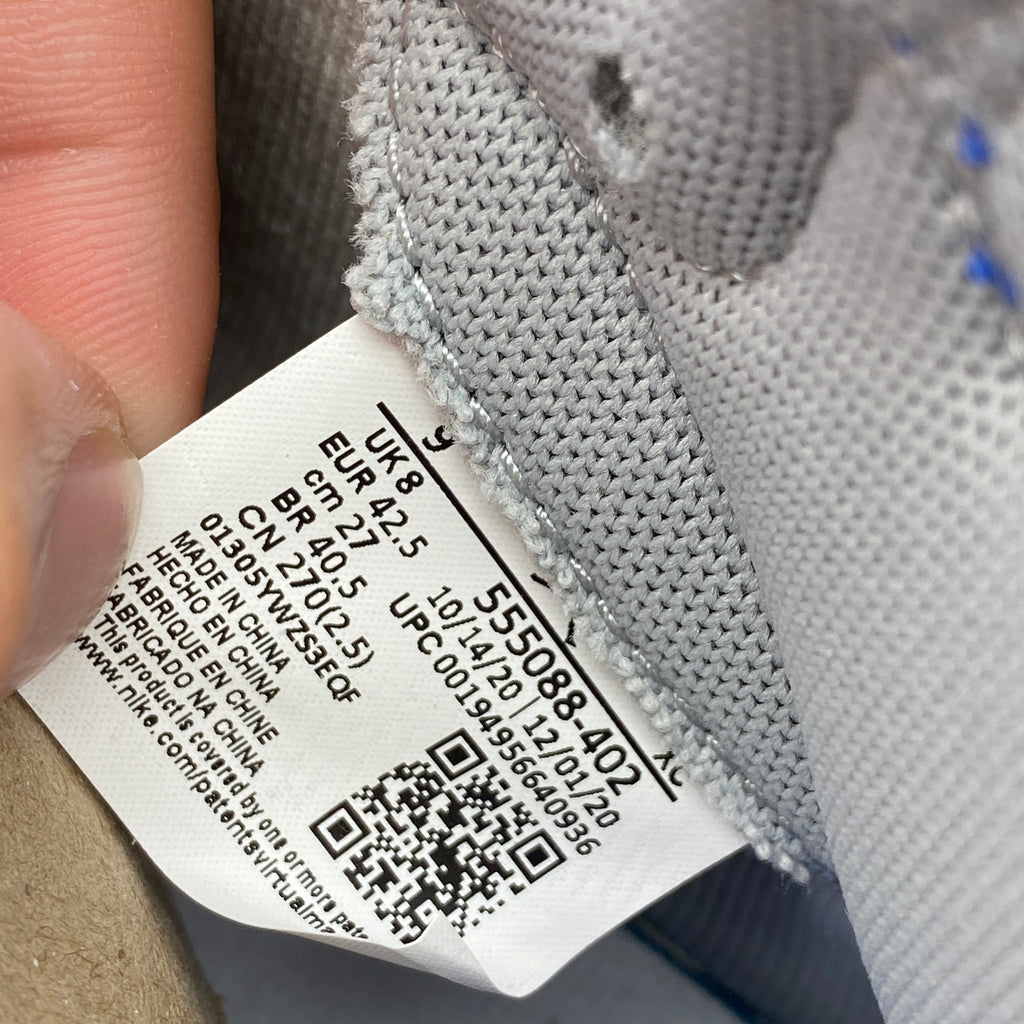 9
UK 8
EUR 42.5
cm 27
BR 40.5
CN 270(2.5)
01305YWZS3EQF
MADE IN CHINA
HECHO EN CHINA
FABRIQUE EN CHINE
FABRICADO NA CHINA
This product is covered by one or more
www.nike.com/patentsvirtual
555088-402
10/14/20 | 12/01/20
UPC 00194956640936